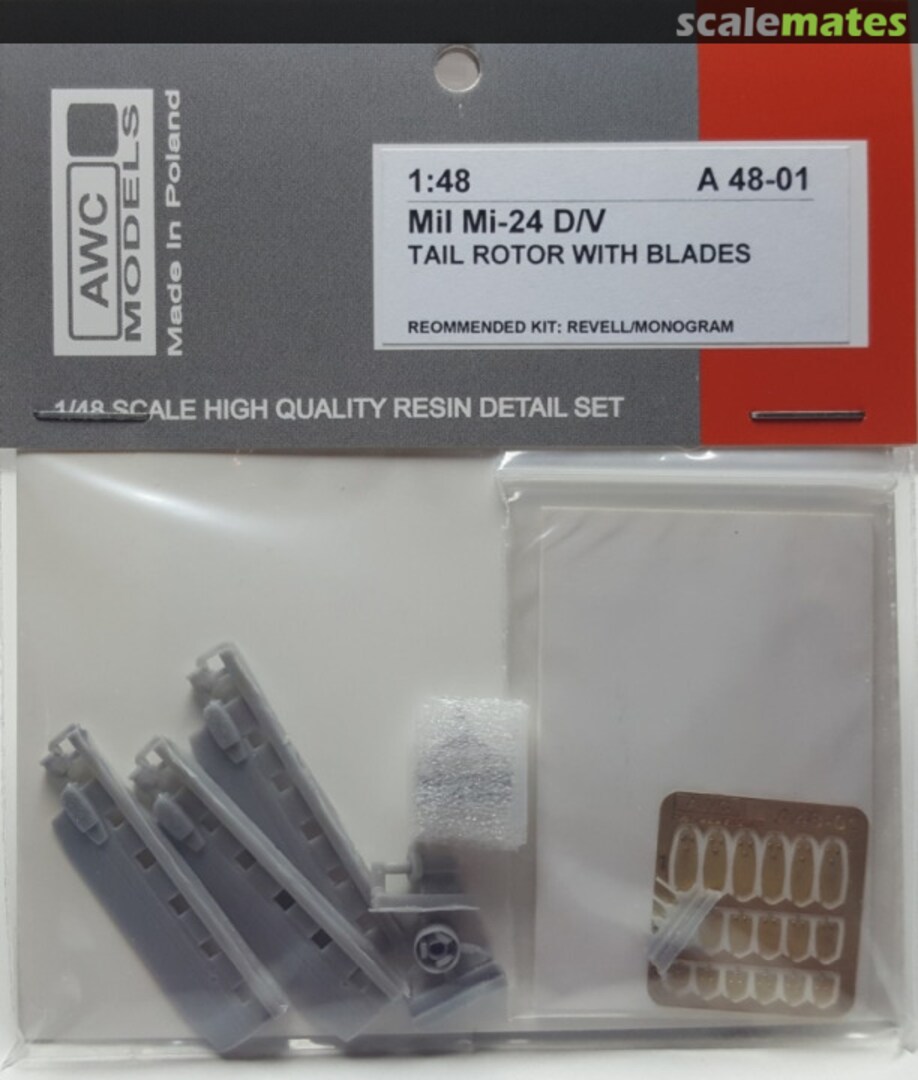 scalemates
AWC
MODELS
Made In Poland
1:48
A 48-01
Mil Mi-24 D/V
TAIL ROTOR WITH BLADES
REOMMENDED KIT: REVELL/MONOGRAM
1/48 SCALE HIGH QUALITY RESIN DETAIL SET